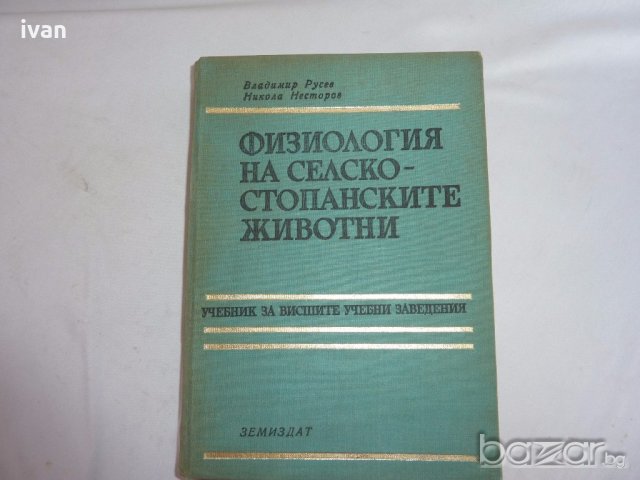 ivan
Владимир Русев
Никола Несторов
ФИЗИОЛОГИЯ
НА СЕЛСКО-
СТОПАНСКИТЕ
ЖИВОТНИ
УЧЕБНИК ЗА ВИСШИТЕ УЧЕБНИ ЗАВЕДЕНИЯ
ЗЕМИЗДАТ
bazar.bg